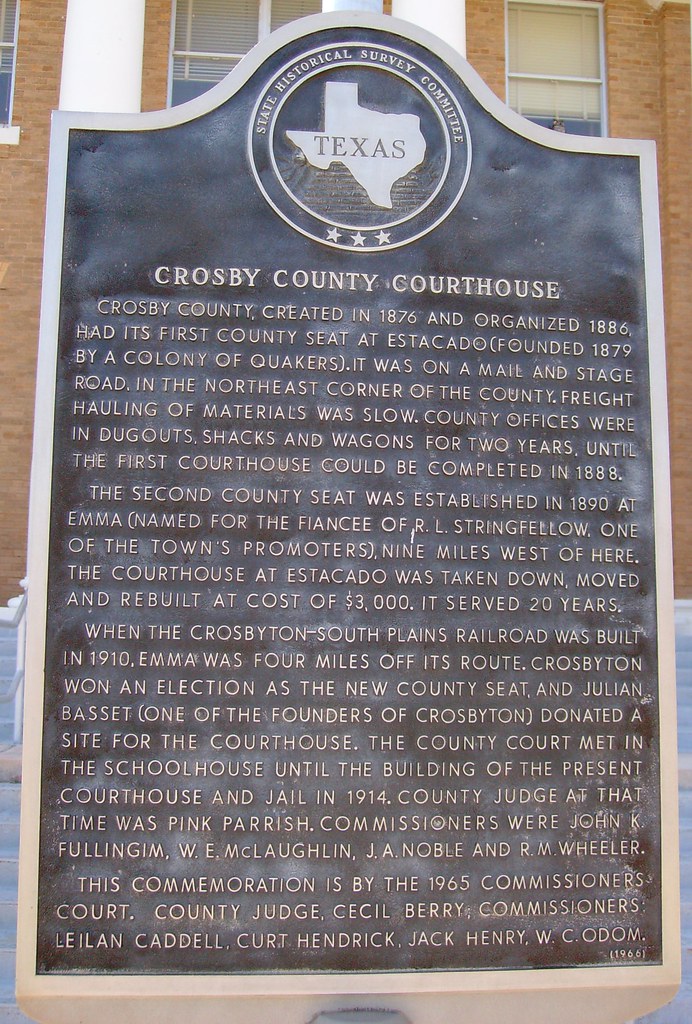 STATE HISTORICAL SURVEY COMMITTEE
TEXAS
CROSBY COUNTY COURTHOUSE
CROSBY COUNTY, CREATED IN 1876 AND ORGANIZED 1886,
HAD ITS FIRST COUNTY SEAT AT ESTACADO (FOUNDED 1879
BY A COLONY OF QUAKERS). IT WAS ON A MAIL AND STAGE
ROAD, IN THE NORTHEAST CORNER OF THE COUNTY. FREIGHT
HAULING OF MATERIALS WAS SLOW. COUNTY OFFICES WERE
IN DUGOUTS, SHACKS AND WAGONS FOR TWO YEARS, UNTIL
THE FIRST COURTHOUSE COULD BE COMPLETED IN 1888.
THE SECOND COUNTY SEAT WAS ESTABLISHED IN 1890 AT
EMMA (NAMED FOR THE FIANCEE OF R. L. STRINGFELLOW, ONE
OF THE TOWN'S PROMOTERS), NINE MILES WEST OF HERE.
THE COURTHOUSE AT ESTACADO WAS TAKEN DOWN, MOVED
AND REBUILT AT COST OF $3,000. IT SERVED 20 YEARS.
WHEN THE CROSBYTON-SOUTH PLAINS RAILROAD WAS BUILT
IN 1910, EMMA WAS FOUR MILES OFF ITS ROUTE. CROSBYTON
WON AN ELECTION AS THE NEW COUNTY SEAT, AND JULIAN
BASSET (ONE OF THE FOUNDERS OF CROSBYTON) DONATED A
SITE FOR THE COURTHOUSE. THE COUNTY COURT MET IN
THE SCHOOLHOUSE UNTIL THE BUILDING OF THE PRESENT
COURTHOUSE AND JAIL IN 1914. COUNTY JUDGE AT THAT
TIME WAS PINK PARRISH. COMMISSIONERS WERE JOHN K.
FULLINGIM, W. E. McLAUGHLIN, J. A. NOBLE AND R. M. WHEELER.
THIS COMMEMORATION IS BY THE 1965 COMMISSIONERS
COURT. COUNTY JUDGE, CECIL BERRY; COMMISSIONERS:
LEILAN CADDELL, CURT HENDRICK, JACK HENRY, W. C. ODOM.
(1966)